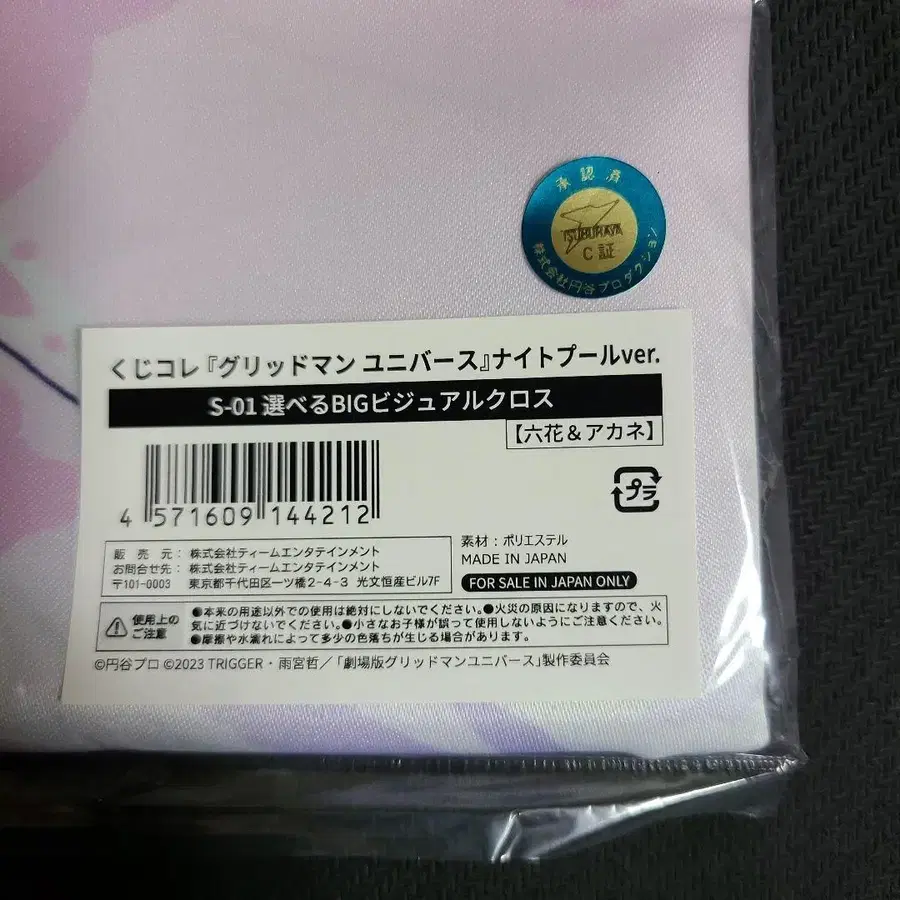 承認済
TSUBURAYA
C証
株式会社円谷プロダクション
くじコレ『グリッドマン ユニバース』ナイトプールver.
S-01 選べるBIGビジュアルクロス
【六花＆アカネ】
4 571609 144212
プラ
販売元：株式会社ティームエンタテインメント
お問合せ先：株式会社ティームエンタテインメント
〒101-0003 東京都千代田区一ツ橋2-4-3 光文恒産ビル7F
素材：ポリエステル
MADE IN JAPAN
FOR SALE IN JAPAN ONLY
使用上の
ご注意
●本来の用途以外での使用は絶対にしないでください。●火災の原因になりますので、火
気に近づけないでください。●小さなお子様が誤って使用しないようにご注意ください。
●摩擦や水濡れによって多少の色落ちが生じる場合があります。
©円谷プロ ©2023 TRIGGER・雨宮哲／「劇場版グリッドマンユニバース」製作委員会